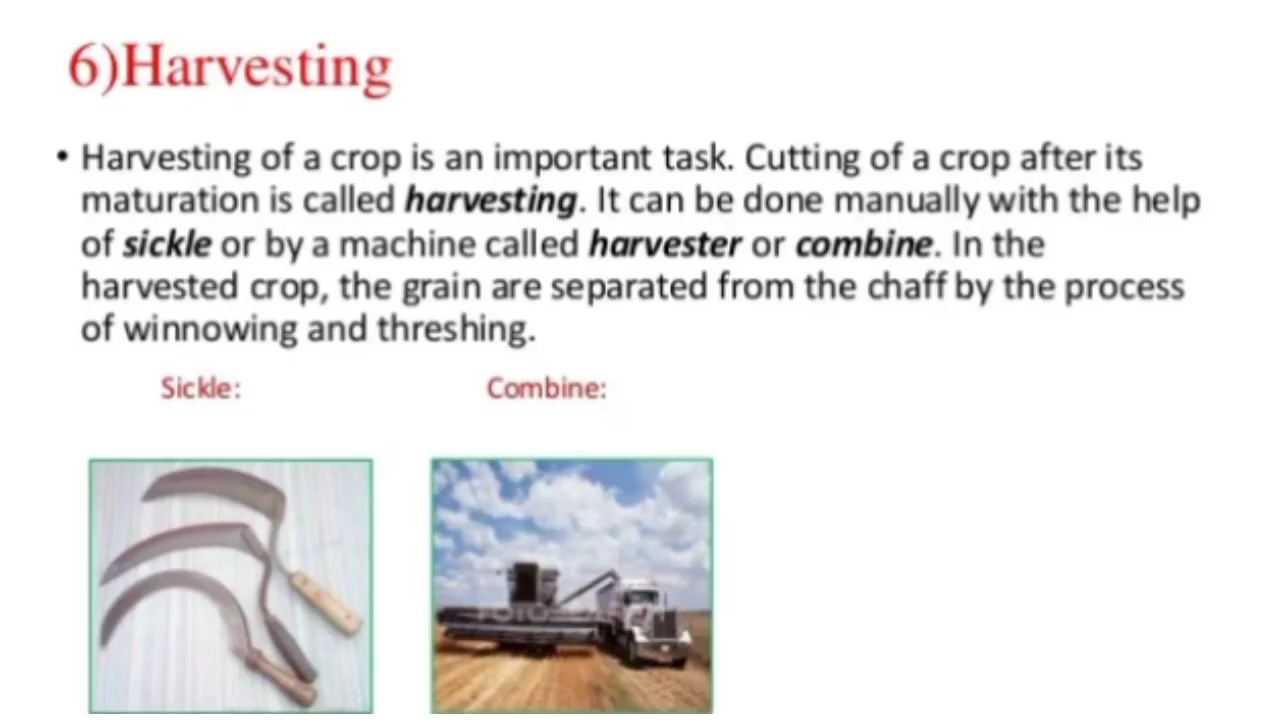 6)Harvesting
• Harvesting of a crop is an important task. Cutting of a crop after its
maturation is called harvesting. It can be done manually with the help
of sickle or by a machine called harvester or combine. In the
harvested crop, the grain are separated from the chaff by the process
of winnowing and threshing.
Sickle:
Combine: